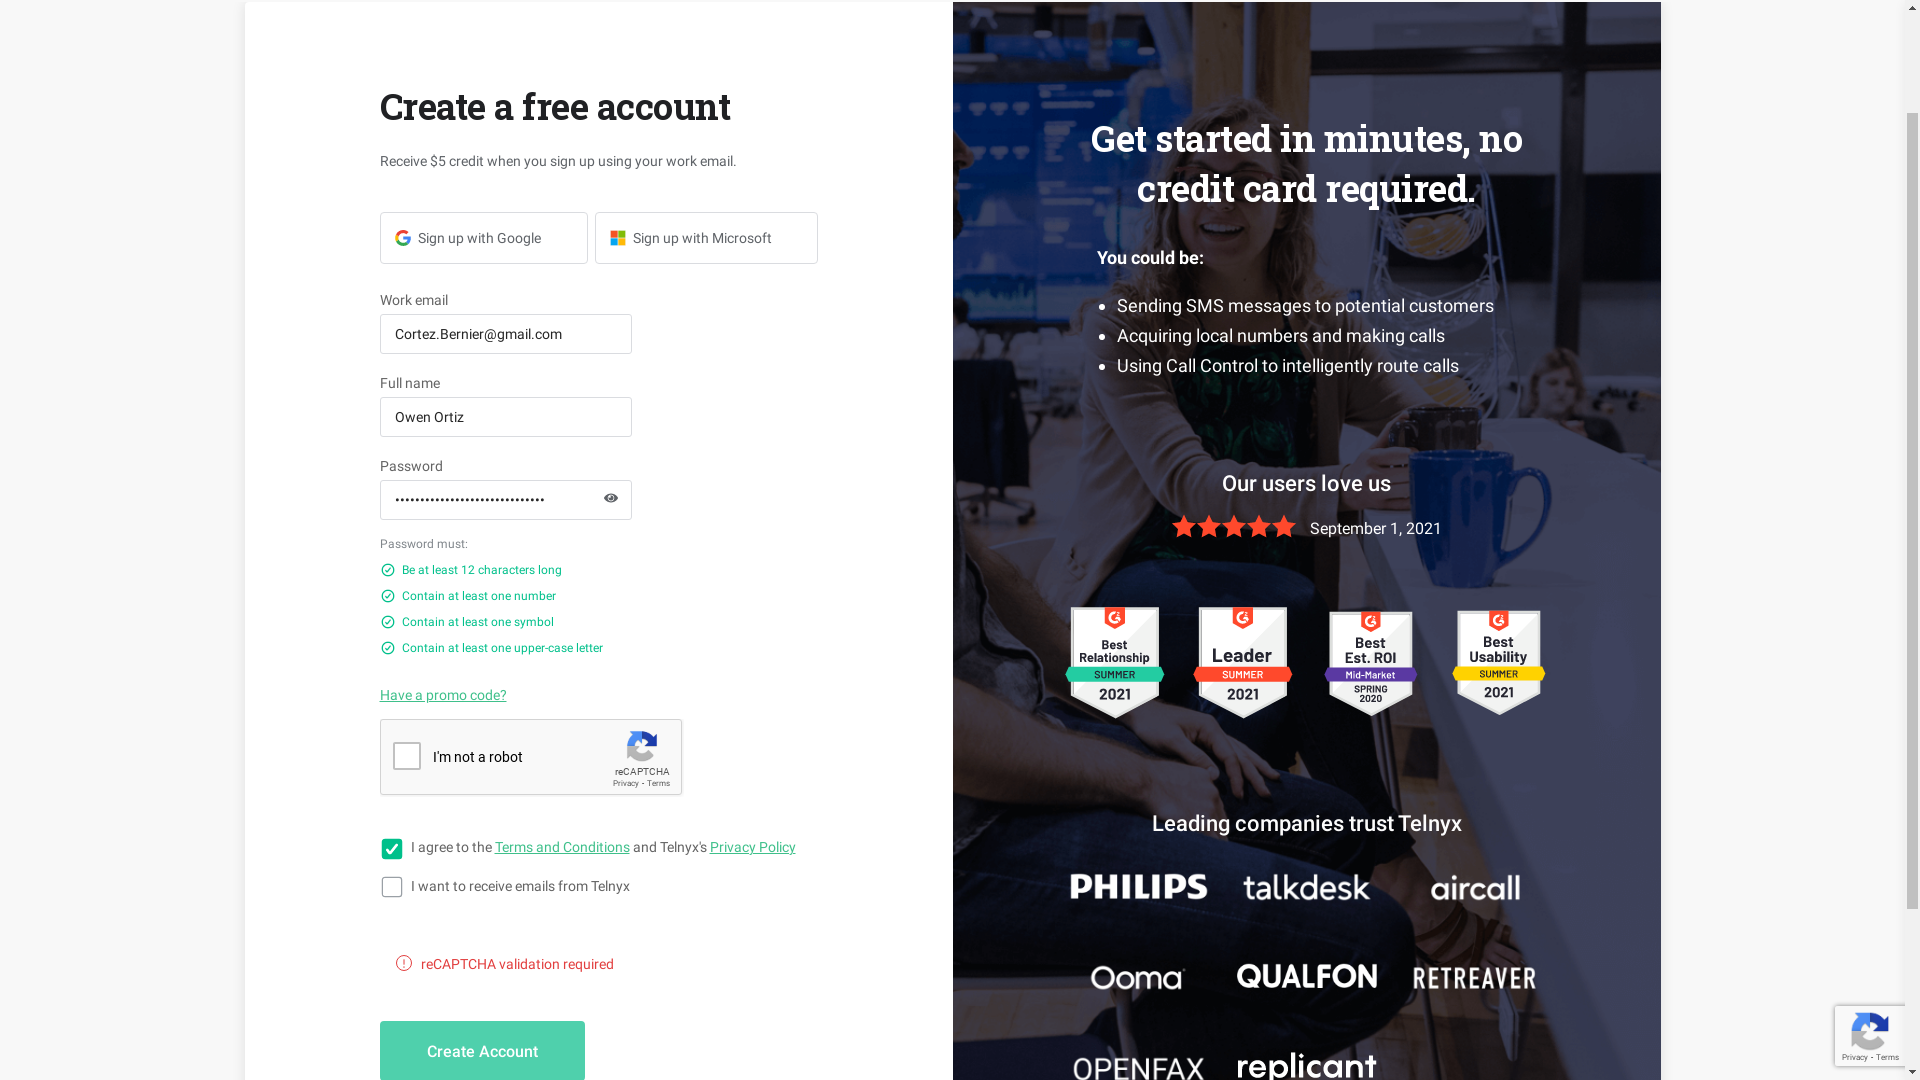 Create a free account
Receive $5 credit when you sign up using your work email.
Sign up with Google
Sign up with Microsoft
Work email
Cortez.Bernier@gmail.com
Full name
Owen Ortiz
Password
••••••••••••••••••••••••••••••
Password must:
Be at least 12 characters long
Contain at least one number
Contain at least one symbol
Contain at least one upper-case letter
Have a promo code?
I'm not a robot
reCAPTCHA
Privacy - Terms
I agree to the Terms and Conditions and Telnyx's Privacy Policy
I want to receive emails from Telnyx
reCAPTCHA validation required
Create Account
Get started in minutes, no
credit card required.
You could be:
Sending SMS messages to potential customers
Acquiring local numbers and making calls
Using Call Control to intelligently route calls
Our users love us
September 1, 2021
Best
Relationship
SUMMER
2021
Leader
SUMMER
2021
Best
Est. ROI
Mid-Market
SPRING
2020
Best
Usability
SUMMER
2021
Leading companies trust Telnyx
PHILIPS
talkdesk
aircall
Ooma
QUALFON
RETREAVER
OPENFAX
replicant
Privacy - Terms